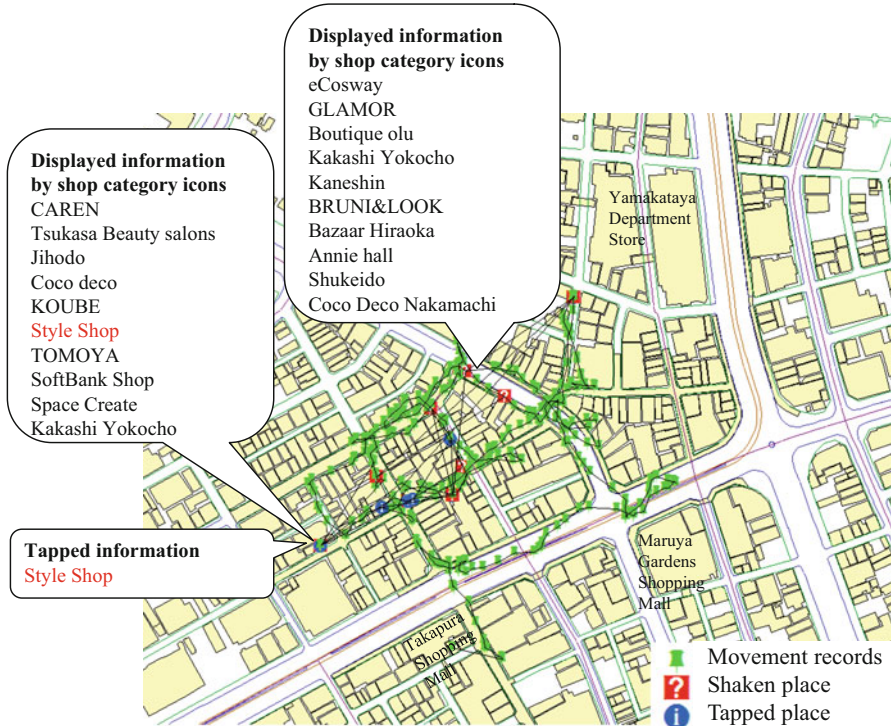 Displayed information
by shop category icons
eCosway
GLAMOR
Boutique olu
Kakashi Yokocho
Kaneshin
BRUNI&LOOK
Bazaar Hiraoka
Annie hall
Shukeido
Coco Deco Nakamachi
Displayed information
by shop category icons
CAREN
Tsukasa Beauty salons
Jihodo
Coco deco
KOUBE
Style Shop
TOMOYA
SoftBank Shop
Space Create
Kakashi Yokocho
Tapped information
Style Shop
Yamakataya
Department
Store
Maruya
Gardens
Shopping
Mall
Takapura
Shopping
Mall
Movement records
? Shaken place
i Tapped place